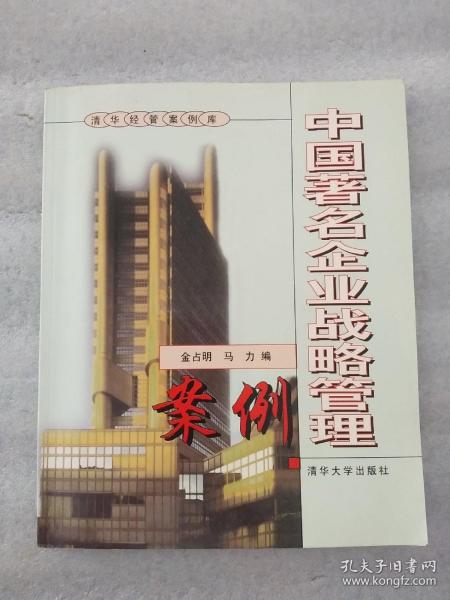 清华经管案例库
中国著名企业战略管理
金占明 马力 编
案例
清华大学出版社
孔夫子旧书网
www.kongfz.com